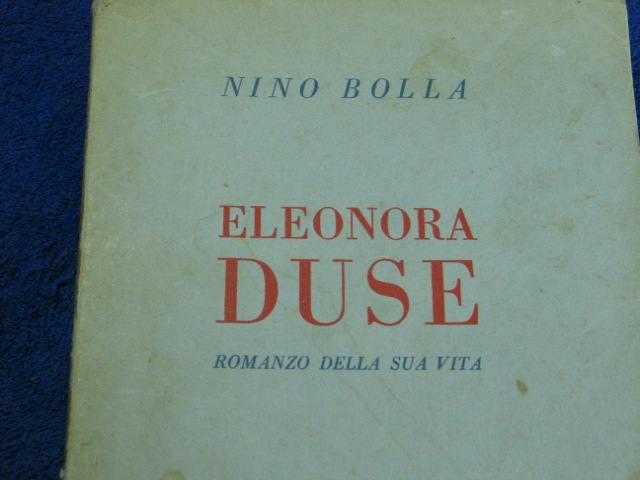 NINO BOLLA
ELEONORA
DUSE
ROMANZO DELLA SUA VITA